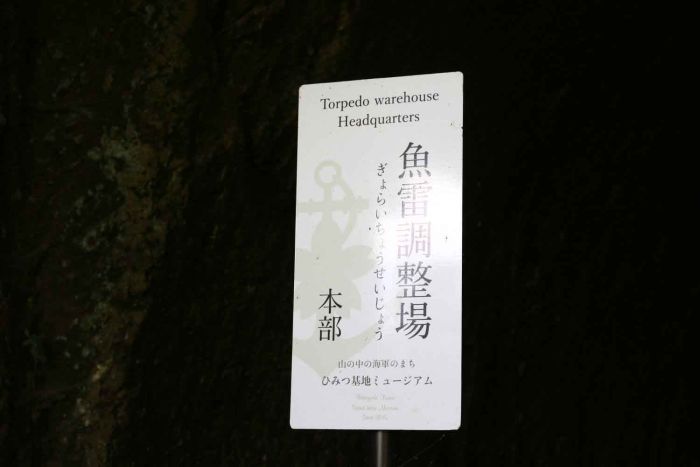 Torpedo warehouse
Headquarters
魚雷調整場
ぎょらいちょうせいじょう
本部
山の中の海軍のまち
ひみつ基地ミュージアム